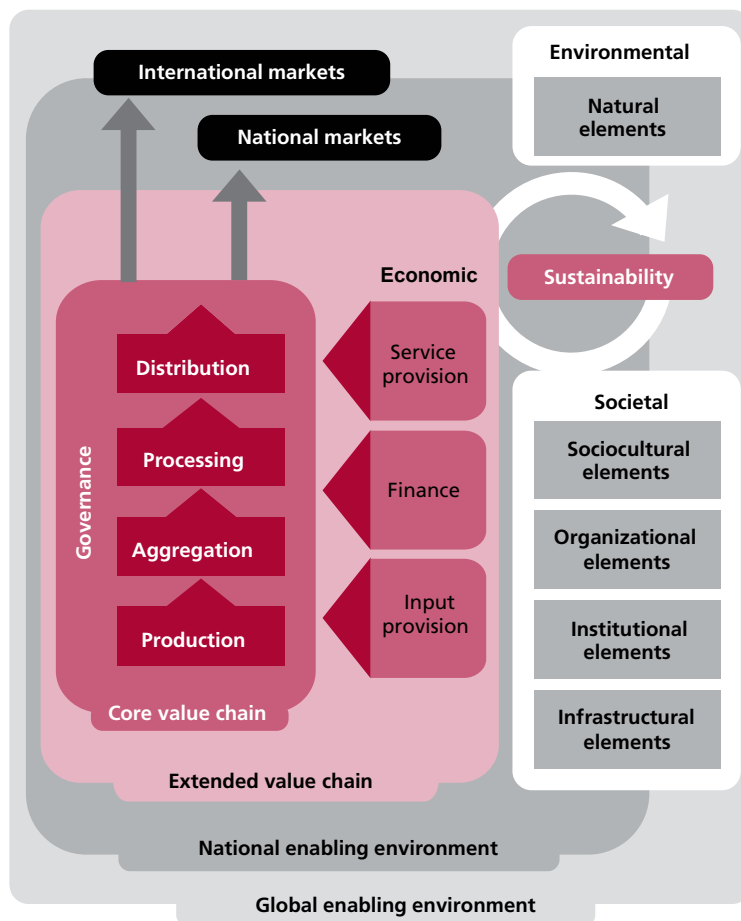 International markets
National markets
Environmental
Natural
elements
Sustainability
Economic
Service
provision
Finance
Input
provision
Governance
Distribution
Processing
Aggregation
Production
Core value chain
Extended value chain
Societal
Sociocultural
elements
Organizational
elements
Institutional
elements
Infrastructural
elements
National enabling environment
Global enabling environment